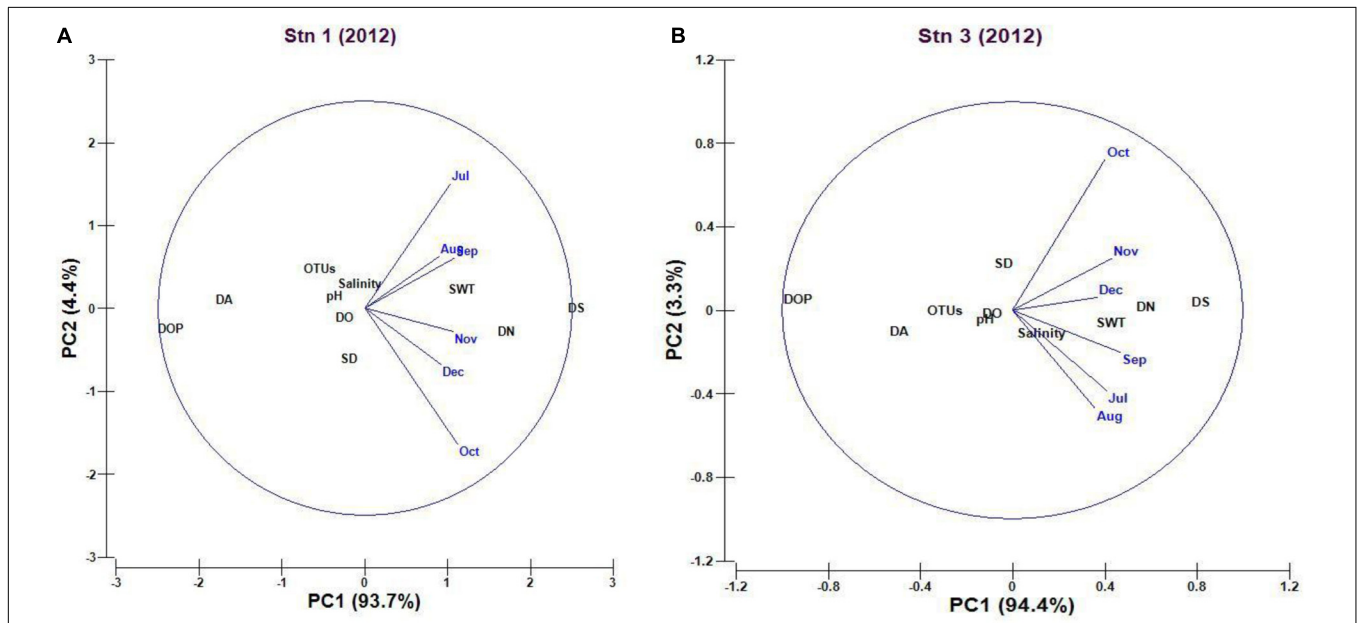 A
Stn 1 (2012)
3
2
1
0
-1
-2
-3
PC2 (4.4%)
Jul
Aug
Sep
OTUs
Salinity
pH
SWT
DA
DO
DS
DOP
DN
Nov
SD
Dec
Oct
-3
-2
-1
0
1
2
3
PC1 (93.7%)
B
Stn 3 (2012)
1.2
0.8
0.4
0
-0.4
-0.8
-1.2
PC2 (3.3%)
Oct
Nov
SD
Dec
DOP
DN
DS
OTUs
DO
pH
SWT
DA
Salinity
Sep
Jul
Aug
-1.2
-0.8
-0.4
0
0.4
0.8
1.2
PC1 (94.4%)